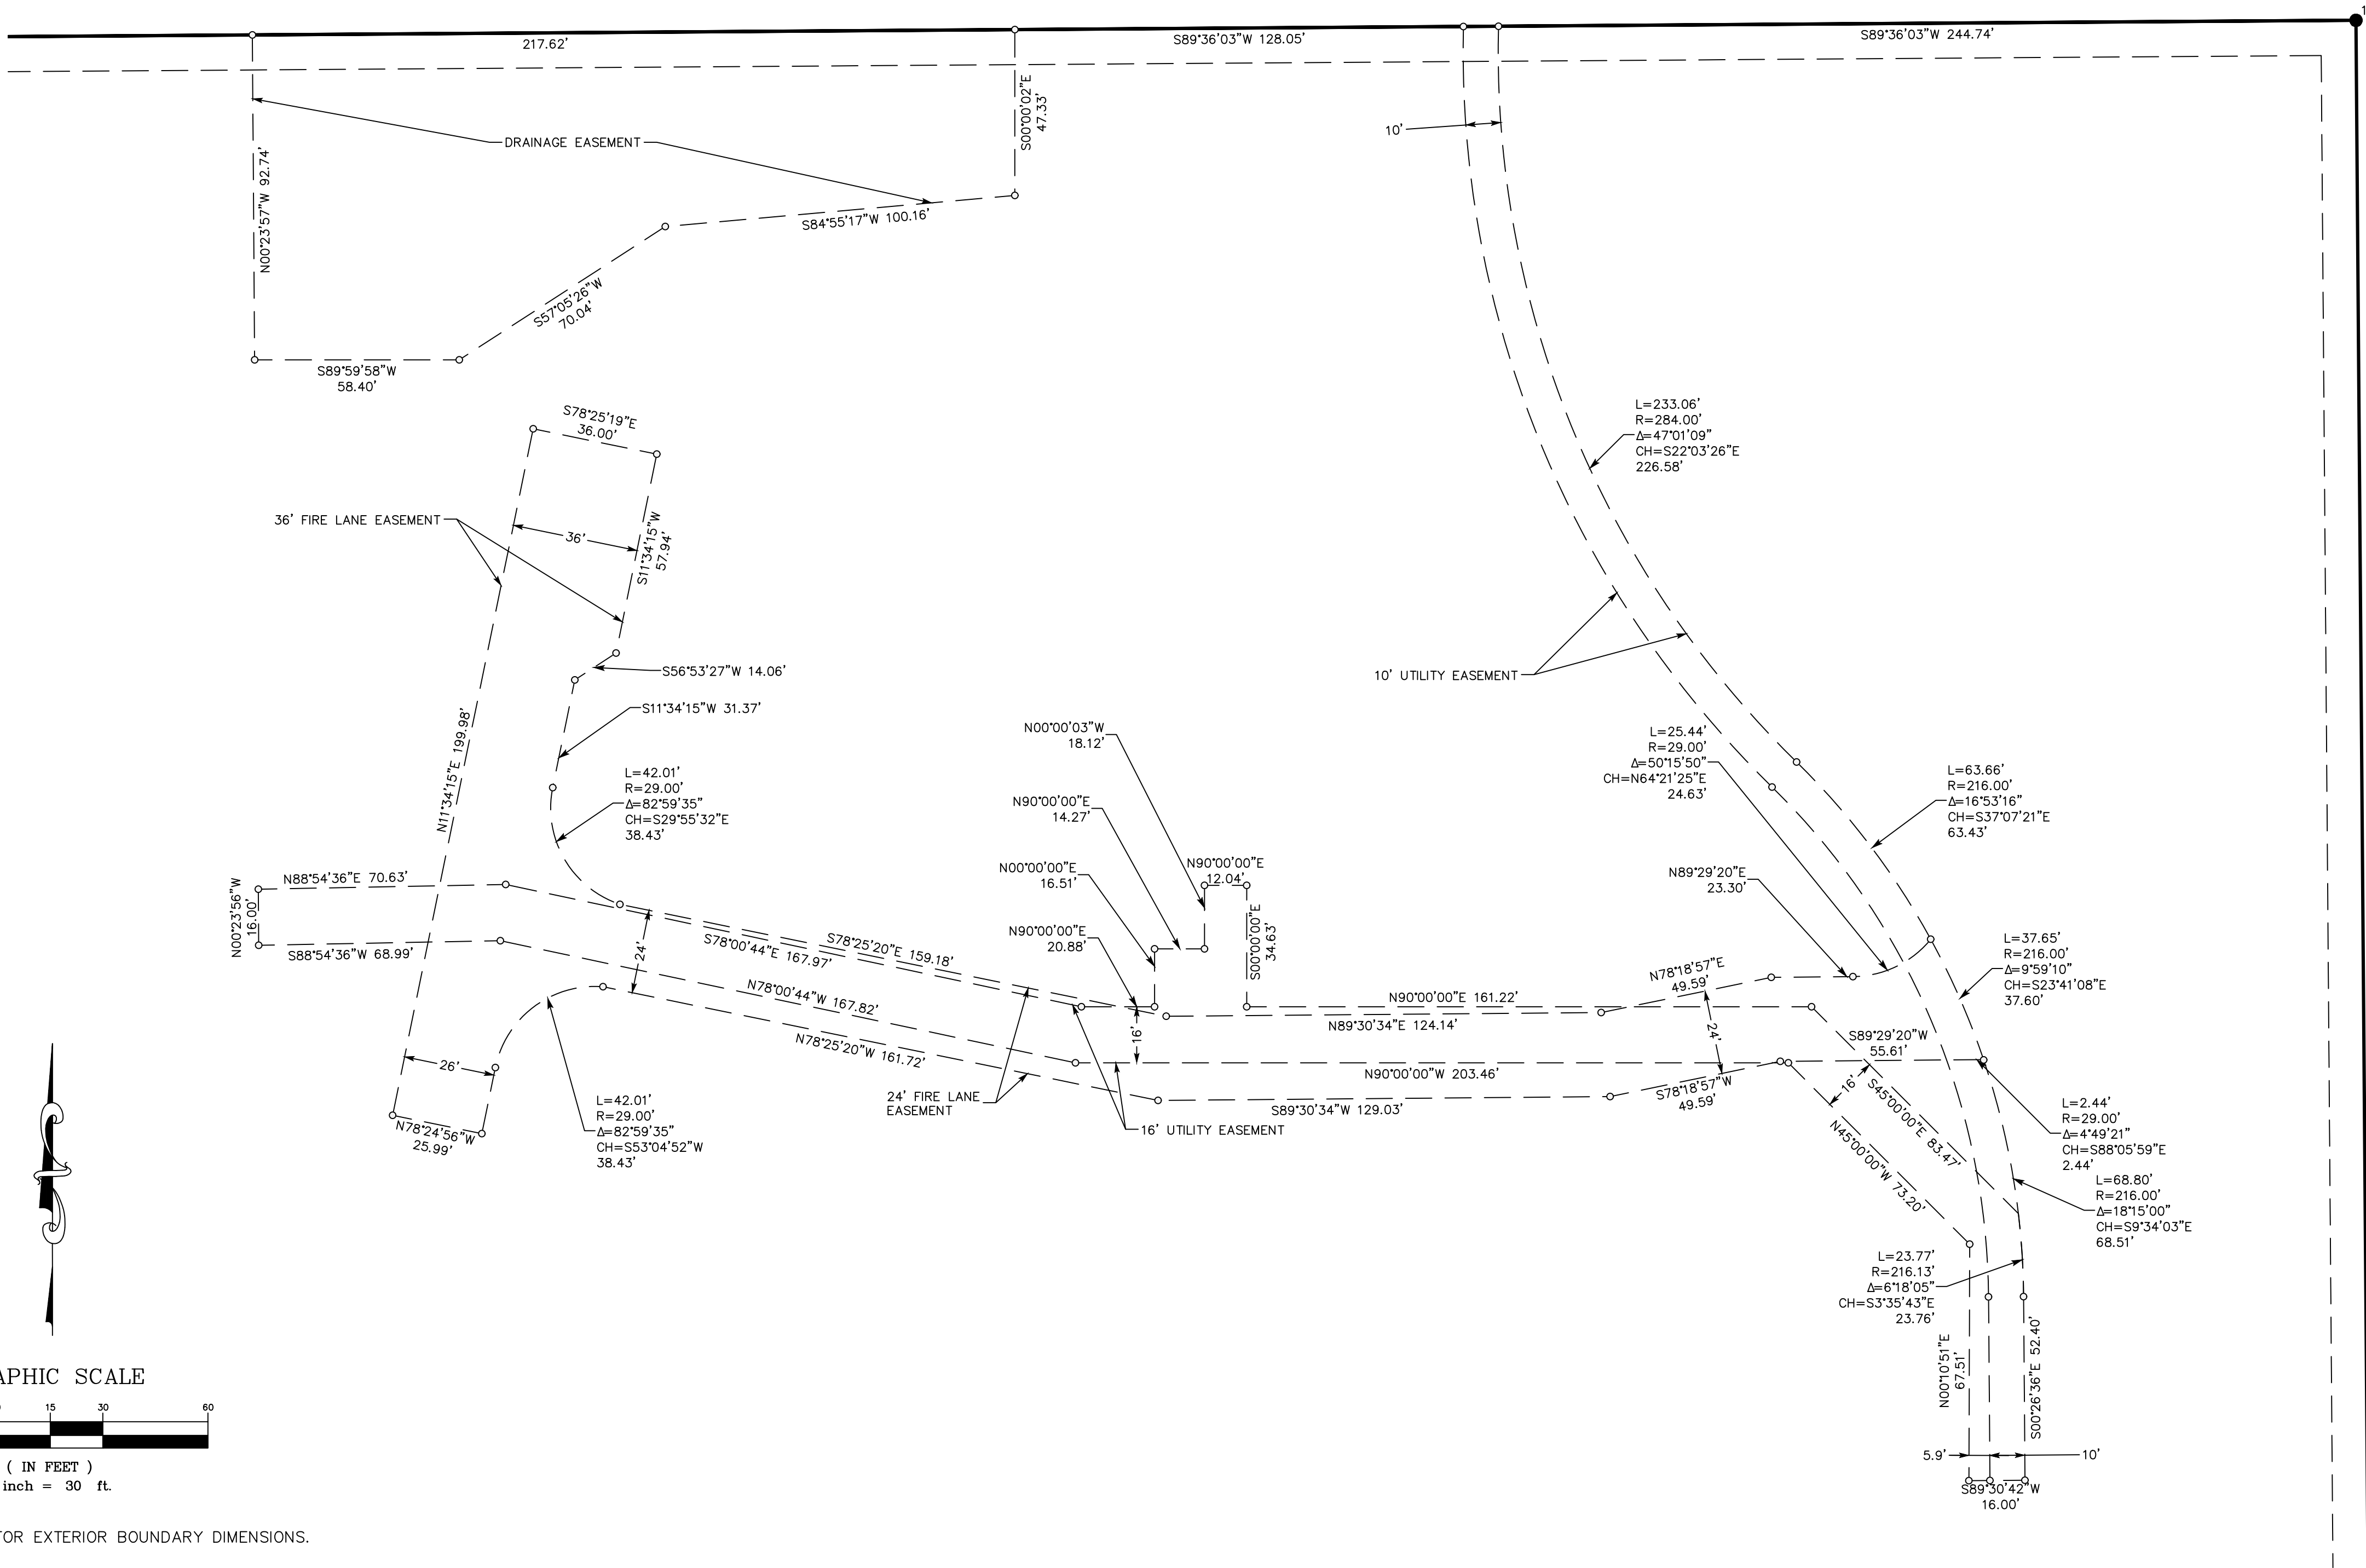 1
217.62'
S89°36'03"W 128.05'
S89°36'03"W 244.74'
S00°00'02"E
47.33'
10'
DRAINAGE EASEMENT
N00°23'57"W 92.74'
S84°55'17"W 100.16'
S57°05'26"W
70.04'
S89°59'58"W
58.40'
S78°25'19"E
36.00'
L=233.06'
R=284.00'
Δ=47°01'09"
CH=S22°03'26"E
226.58'
36' FIRE LANE EASEMENT
36'
S11°34'15"W
57.94'
S56°53'27"W 14.06'
10' UTILITY EASEMENT
S11°34'15"W 31.37'
N11°34'15"E 199.98'
N00°00'03"W
18.12'
L=25.44'
R=29.00'
Δ=50°15'50"
CH=N64°21'25"E
24.63'
L=42.01'
R=29.00'
Δ=82°59'35"
CH=S29°55'32"E
38.43'
L=63.66'
R=216.00'
Δ=16°53'16"
CH=S37°07'21"E
63.43'
N90°00'00"E
14.27'
N00°00'00"E
16.51'
N90°00'00"E
12.04'
N89°29'20"E
23.30'
N88°54'36"E 70.63'
N00°23'56"W
16.00'
S88°54'36"W 68.99'
24'
S78°00'44"E 167.97'
S78°25'20"E 159.18'
N90°00'00"E
20.88'
S00°00'00"E
34.63'
L=37.65'
R=216.00'
Δ=9°59'10"
CH=S23°41'08"E
37.60'
N78°18'57"E
49.59'
N78°00'44"W 167.82'
N90°00'00"E 161.22'
16'
N89°30'34"E 124.14'
24'
S89°29'20"W
55.61'
N78°25'20"W 161.72'
26'
N90°00'00"W 203.46'
24' FIRE LANE
EASEMENT
S89°30'34"W 129.03'
S78°18'57"W
49.59'
16'
S45°00'00"E 83.47'
L=42.01'
R=29.00'
Δ=82°59'35"
CH=S53°04'52"W
38.43'
N78°24'56"W
25.99'
16' UTILITY EASEMENT
L=2.44'
R=29.00'
Δ=4°49'21"
CH=S88°05'59"E
2.44'
N45°00'00"W 73.20'
L=68.80'
R=216.00'
Δ=18°15'00"
CH=S9°34'03"E
68.51'
L=23.77'
R=216.13'
Δ=6°18'05"
CH=S3°35'43"E
23.76'
N00°10'51"E
67.51'
S00°26'36"E 52.40'
APHIC SCALE
15 30 60
5.9'
10'
( IN FEET )
inch = 30 ft.
S89°30'42"W
16.00'
FOR EXTERIOR BOUNDARY DIMENSIONS.